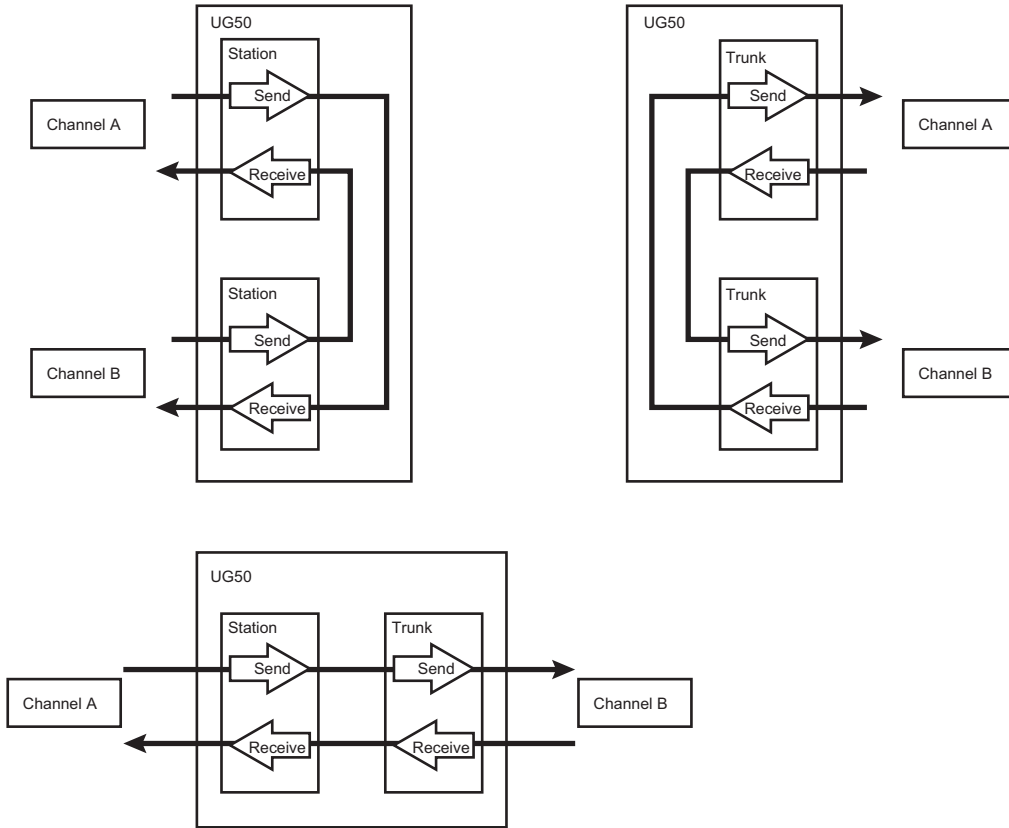 UG50
Station
Send
Channel A
Receive
Station
Send
Channel B
Receive
UG50
Trunk
Send
Channel A
Receive
Trunk
Send
Channel B
Receive
UG50
Station
Trunk
Send
Send
Channel A
Channel B
Receive
Receive